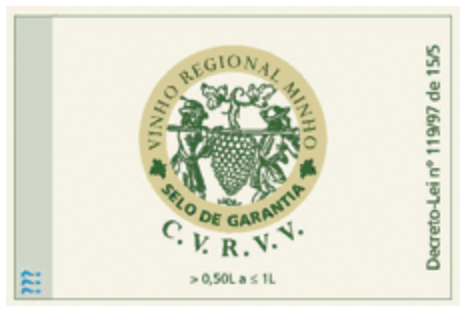 VINHO REGIONAL MINHO
SELO DE GARANTIA
C. V. R. V. V.
> 0,50L a ≤ 1L
Decreto-Lei nº 119/97 de 15/5
???